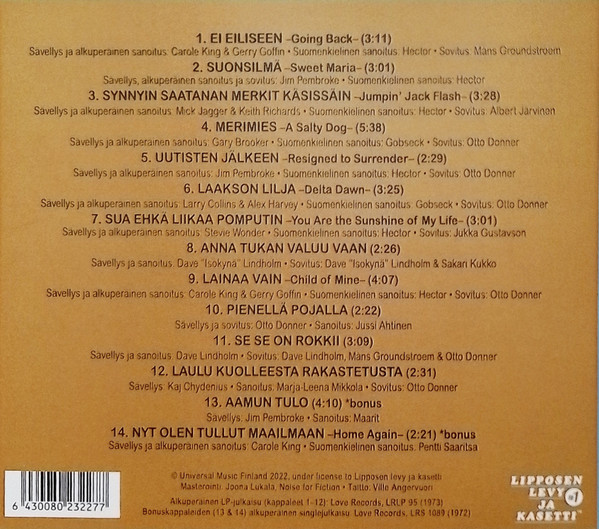 1. EI EILISEEN –Going Back– (3:11)
Sävellys ja alkuperäinen sanoitus: Carole King & Gerry Goffin • Suomenkielinen sanoitus: Hector • Sovitus: Måns Groundstroem
2. SUONSILMÄ –Sweet Maria– (3:01)
Sävellys, alkuperäinen sanoitus ja sovitus: Jim Pembroke • Suomenkielinen sanoitus: Hector
3. SYNNYIN SAATANAN MERKIT KÄSISSÄIN –Jumpin' Jack Flash– (3:28)
Sävellys ja alkuperäinen sanoitus: Mick Jagger & Keith Richards • Suomenkielinen sanoitus: Hector • Sovitus: Albert Järvinen
4. MERIMIES –A Salty Dog– (5:38)
Sävellys ja alkuperäinen sanoitus: Gary Brooker • Suomenkielinen sanoitus: Gobseck • Sovitus: Otto Donner
5. UUTISTEN JÄLKEEN –Resigned to Surrender– (2:29)
Sävellys ja alkuperäinen sanoitus: Jim Pembroke • Suomenkielinen sanoitus: Hector • Sovitus: Otto Donner
6. LAAKSON LILJA –Delta Dawn– (3:25)
Sävellys ja alkuperäinen sanoitus: Larry Collins & Alex Harvey • Suomenkielinen sanoitus: Gobseck • Sovitus: Otto Donner
7. SUA EHKÄ LIIKAA POMPUTIN –You Are the Sunshine of My Life– (3:01)
Sävellys ja alkuperäinen sanoitus: Stevie Wonder • Suomenkielinen sanoitus: Hector • Sovitus: Jukka Gustavson
8. ANNA TUKAN VALUU VAAN (2:26)
Sävellys ja sanoitus: Dave "Isokynä" Lindholm • Sovitus: Dave "Isokynä" Lindholm & Sakari Kukko
9. LAINAA VAIN –Child of Mine– (4:07)
Sävellys ja alkuperäinen sanoitus: Carole King & Gerry Goffin • Suomenkielinen sanoitus: Hector • Sovitus: Otto Donner
10. PIENELLÄ POJALLA (2:22)
Sävellys ja sovitus: Otto Donner • Sanoitus: Jussi Ahtinen
11. SE SE ON ROKKII (3:09)
Sävellys ja sanoitus: Dave Lindholm • Sovitus: Dave Lindholm, Måns Groundstroem & Otto Donner
12. LAULU KUOLLEESTA RAKASTETUSTA (2:31)
Sävellys: Kaj Chydenius • Sanoitus: Marja-Leena Mikkola • Sovitus: Otto Donner
13. AAMUN TULO (4:10) *bonus
Sävellys: Jim Pembroke • Sanoitus: Maarit
14. NYT OLEN TULLUT MAAILMAAN –Home Again– (2:21) *bonus
Sävellys ja alkuperäinen sanoitus: Carole King • Suomenkielinen sanoitus: Pentti Saaritsa
© Universal Music Finland 2022, under license to Lipposen levy ja kasetti
Masterointi: Joona Lukala, Noise for Fiction • Taitto: Ville Angervuori
Alkuperäinen LP-julkaisu (kappaleet 1-12): Love Records, LRLP 95 (1973)
Bonuskappaleiden (13 & 14) alkuperäinen singlejulkaisu: Love Records, LRS 1089 (1972)
6 430080 232277
LIPPOSEN
LEVY
JA
KASETTI